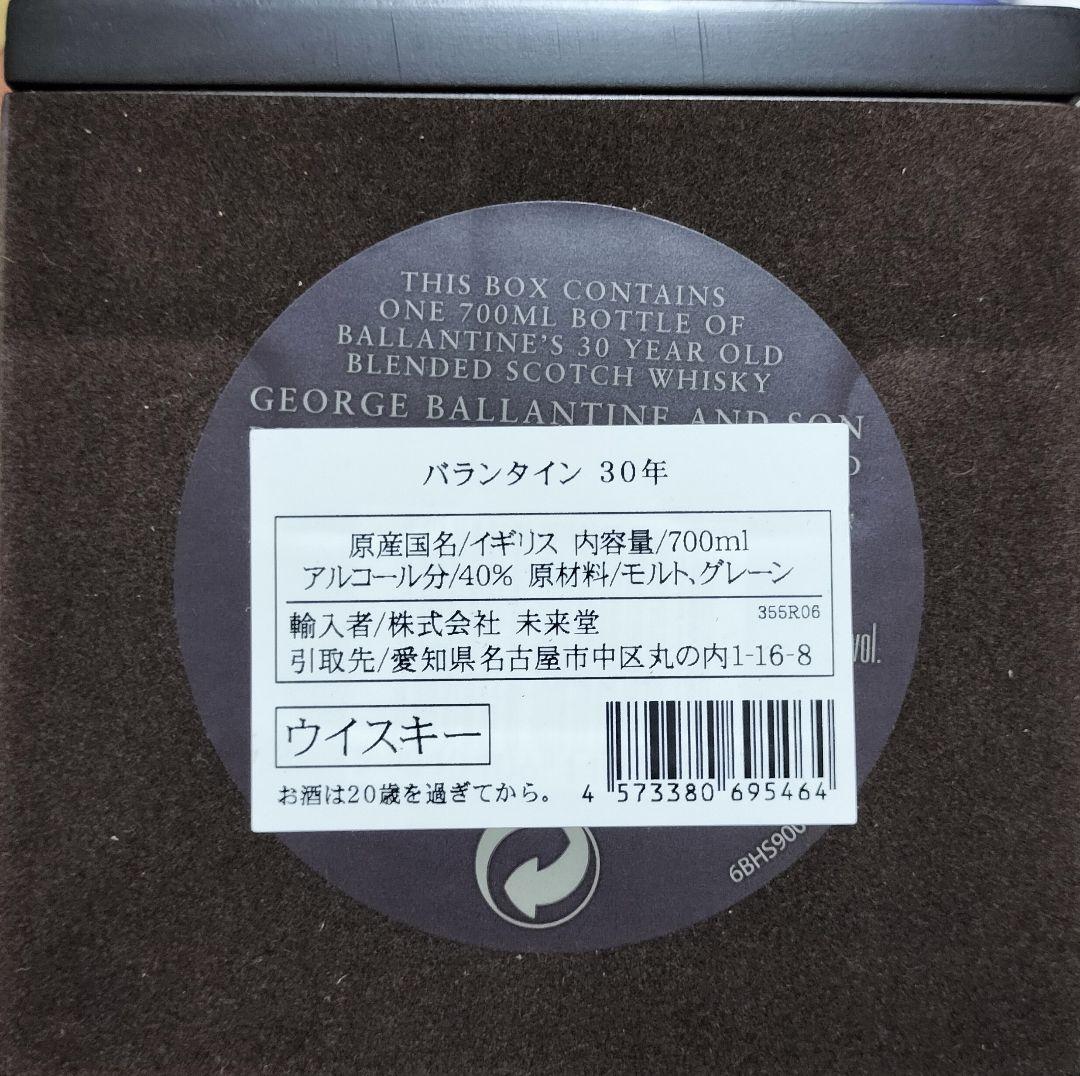 THIS BOX CONTAINS
ONE 700ML BOTTLE OF
BALLANTINE'S 30 YEAR OLD
BLENDED SCOTCH WHISKY
GEORGE BALLANTINE AND SON
バランタイン 30年
原産国名/イギリス 内容量/700ml
アルコール分/40% 原材料/モルト、グレーン
輸入者/株式会社 未来堂 355R06
引取先/愛知県名古屋市中区丸の内1-16-8
vol.
ウイスキー
お酒は20歳を過ぎてから。
4 573380 695464
6BHS900